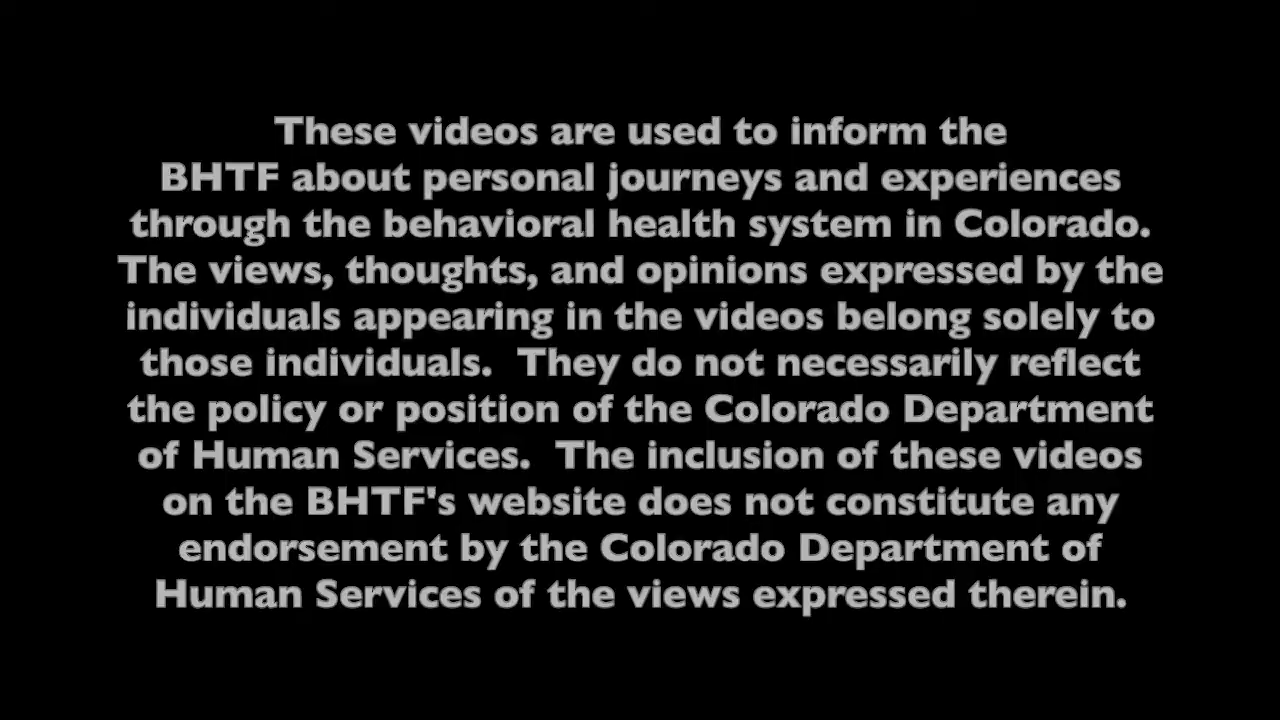 These videos are used to inform the
BHTF about personal journeys and experiences
through the behavioral health system in Colorado.
The views, thoughts, and opinions expressed by the
individuals appearing in the videos belong solely to
those individuals.  They do not necessarily reflect
the policy or position of the Colorado Department
of Human Services.  The inclusion of these videos
on the BHTF's website does not constitute any
endorsement by the Colorado Department of
Human Services of the views expressed therein.